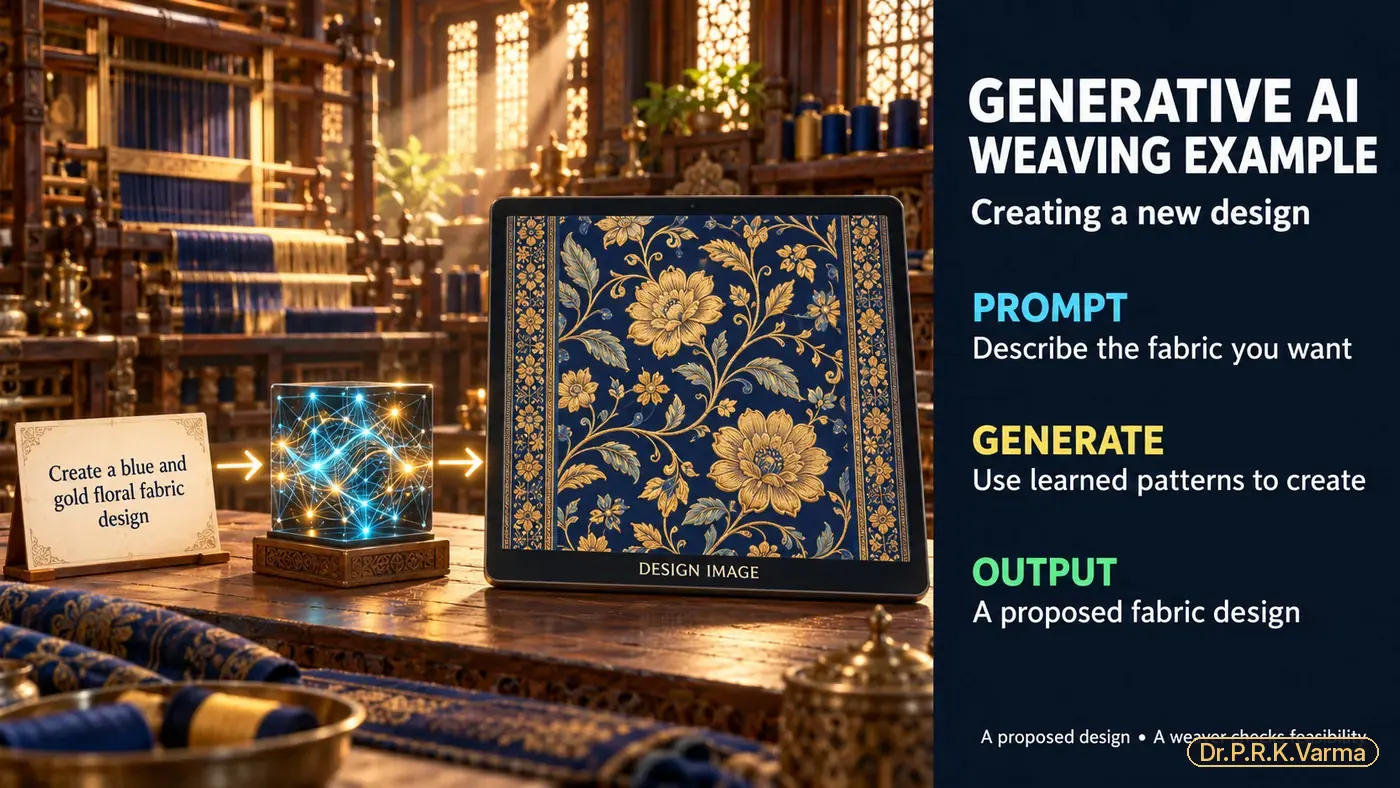 Create a blue and
gold floral fabric
design
DESIGN IMAGE
GENERATIVE AI
WEAVING EXAMPLE
Creating a new design
PROMPT
Describe the fabric you want
GENERATE
Use learned patterns to create
OUTPUT
A proposed fabric design
A proposed design • A weaver checks feasibility
Dr.P.R.K.Varma